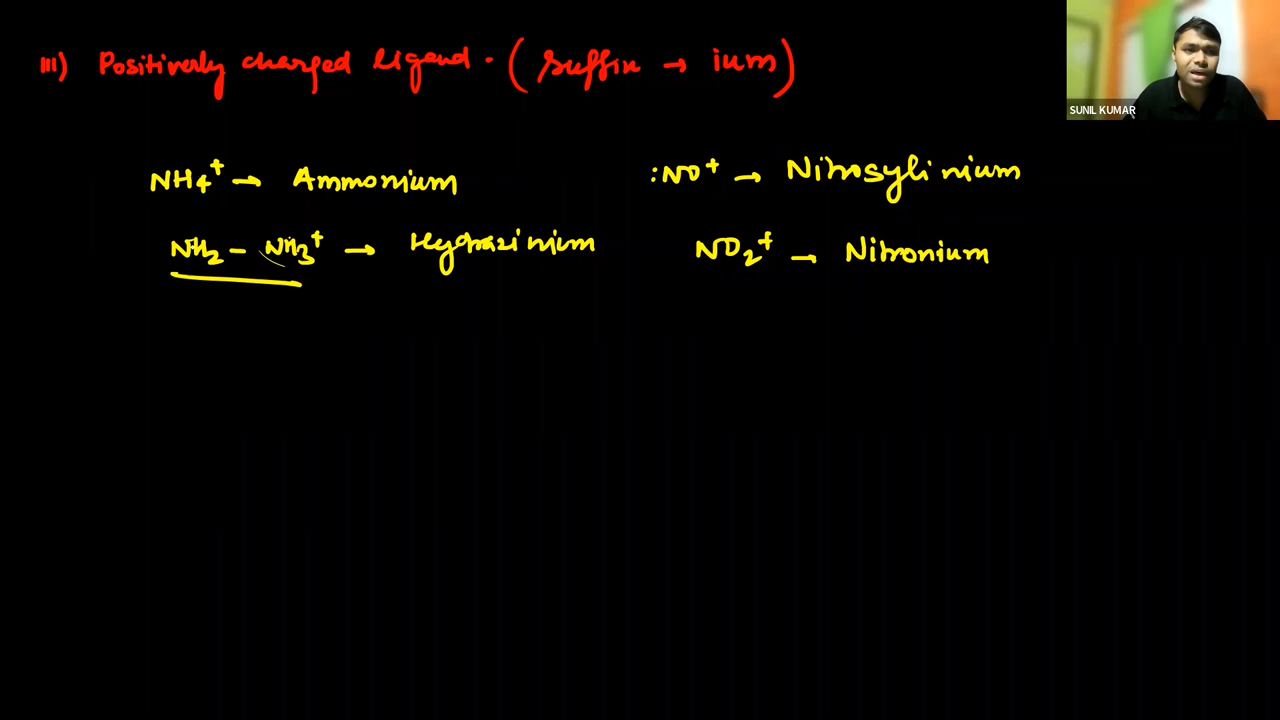 III) Positively charged ligand. (Suffix → ium)
SUNIL KUMAR
NH4+ → Ammonium
:NO+ → Nitrosylinium
NH2 - NH3+ → Hydrazinium
NO2+ → Nitronium